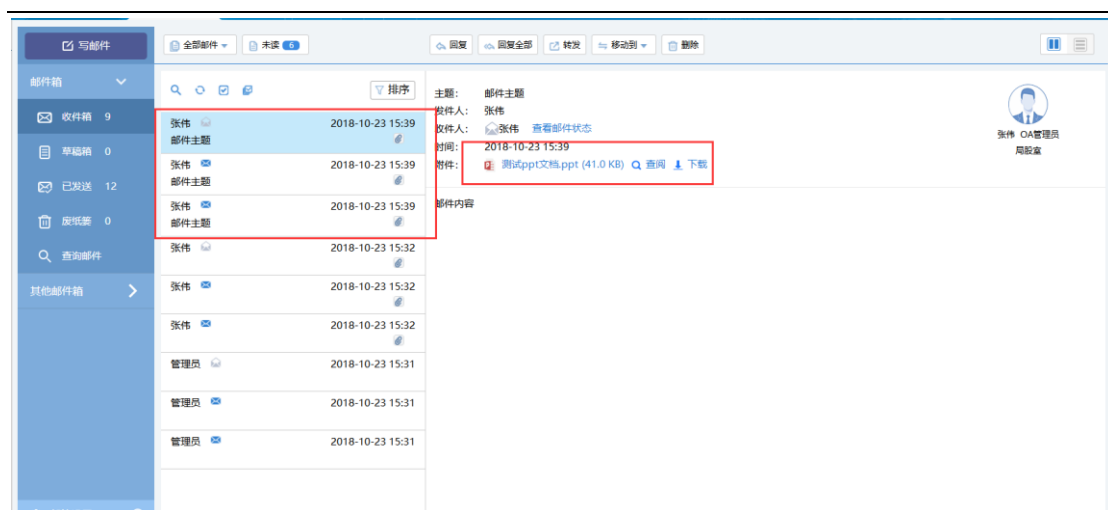 写邮件
全部邮件
未读 6
回复
回复全部
转发
移动到
删除
邮件箱
收件箱 9
草稿箱 0
已发送 12
废纸篓 0
查询邮件
其他邮件箱
排序
张伟 2018-10-23 15:39
邮件主题
张伟 2018-10-23 15:39
邮件主题
张伟 2018-10-23 15:39
邮件主题
张伟 2018-10-23 15:32
张伟 2018-10-23 15:32
张伟 2018-10-23 15:32
管理员 2018-10-23 15:31
管理员 2018-10-23 15:31
管理员 2018-10-23 15:31
主题: 邮件主题
发件人: 张伟
收件人: 张伟 查看邮件状态
时间: 2018-10-23 15:39
附件: 测试ppt文档.ppt (41.0 KB) 查阅 下载
邮件内容
张伟 OA管理员
局股室